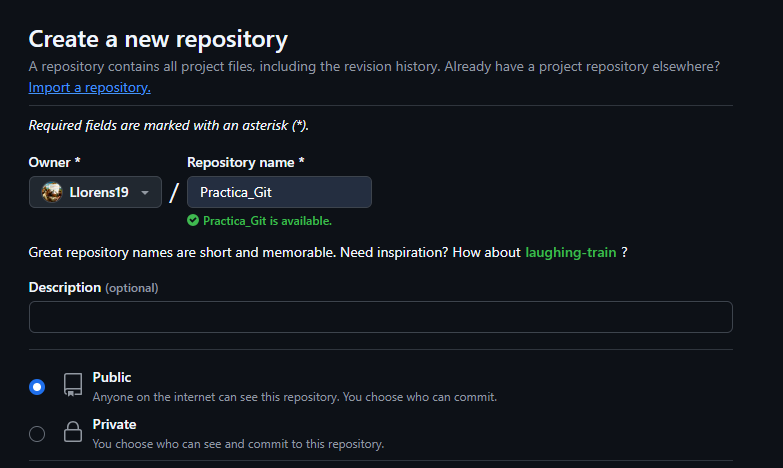 Create a new repository
A repository contains all project files, including the revision history. Already have a project repository elsewhere?
Import a repository.
Required fields are marked with an asterisk (*).
Owner * Repository name *
Llorens19 / Practica_Git
Practica_Git is available.
Great repository names are short and memorable. Need inspiration? How about laughing-train ?
Description (optional)
Public
Anyone on the internet can see this repository. You choose who can commit.
Private
You choose who can see and commit to this repository.